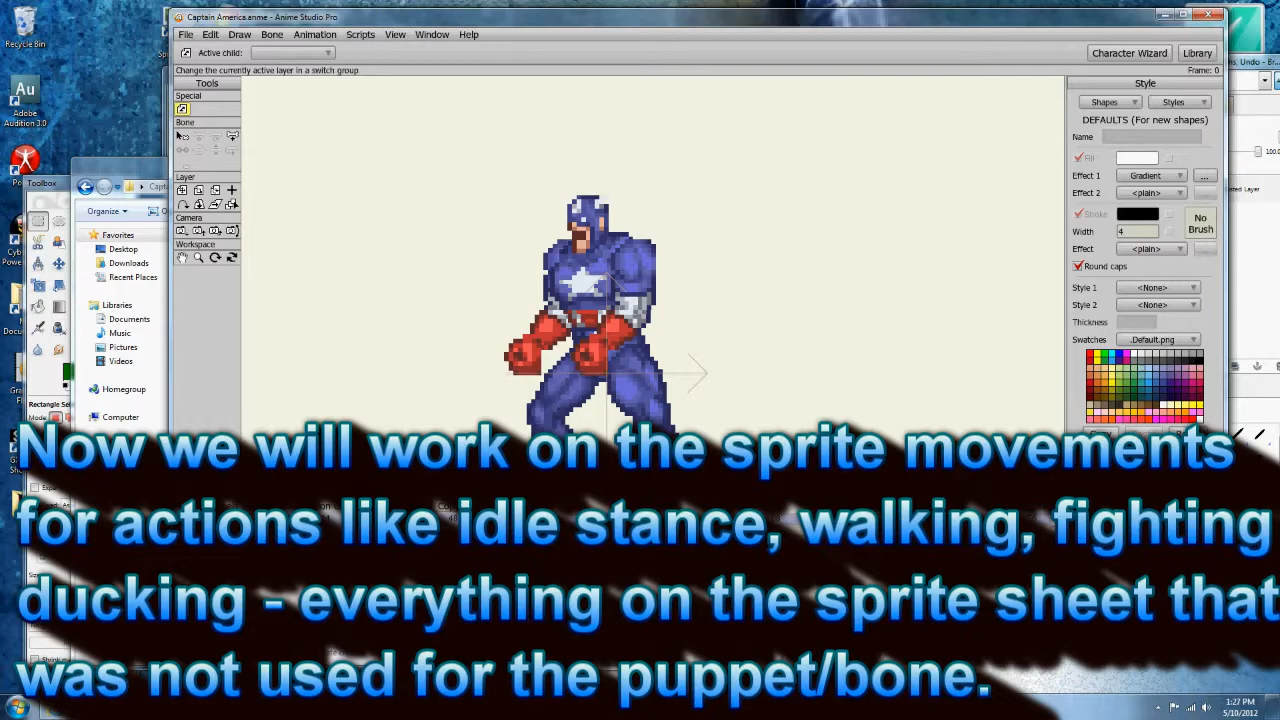 Captain America.anme - Anime Studio Pro
File Edit Draw Bone Animation Scripts View Window Help
Active child:
Character Wizard
Library
Change the currently active layer in a switch group
Frame: 0
Recycle Bin
Au
Adobe
Audition 3.0
Toolbox
Tools
Special
Bone
Layer
Camera
Workspace
Organize
Favorites
Desktop
Downloads
Recent Places
Libraries
Documents
Music
Pictures
Videos
Homegroup
Computer
Style
Shapes
Styles
DEFAULTS (For new shapes)
Name
Fill
Effect 1
Gradient
...
Effect 2
<plain>
Stroke
Width
4
No
Brush
Effect
<plain>
Round caps
Style 1
<None>
Style 2
<None>
Thickness
Swatches
.Default.png
Now we will work on the sprite movements
for actions like idle stance, walking, fighting
ducking - everything on the sprite sheet that
was not used for the puppet/bone.
1:27 PM
5/10/2012